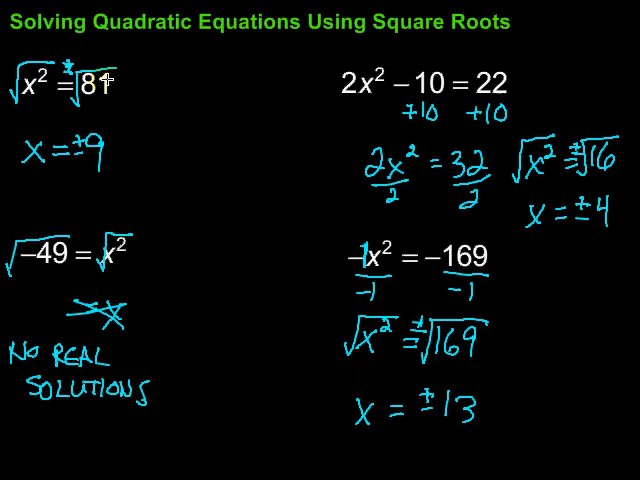 Solving Quadratic Equations Using Square Roots
√x² = ±√81
x = ±9
2x² − 10 = 22
+10 +10
2x² = 32
2 2
√x² = ±√16
x = ±4
√−49 = √x²
x
NO REAL
SOLUTIONS
−1x² = −169
−1 −1
√x² = ±√169
x = ±13